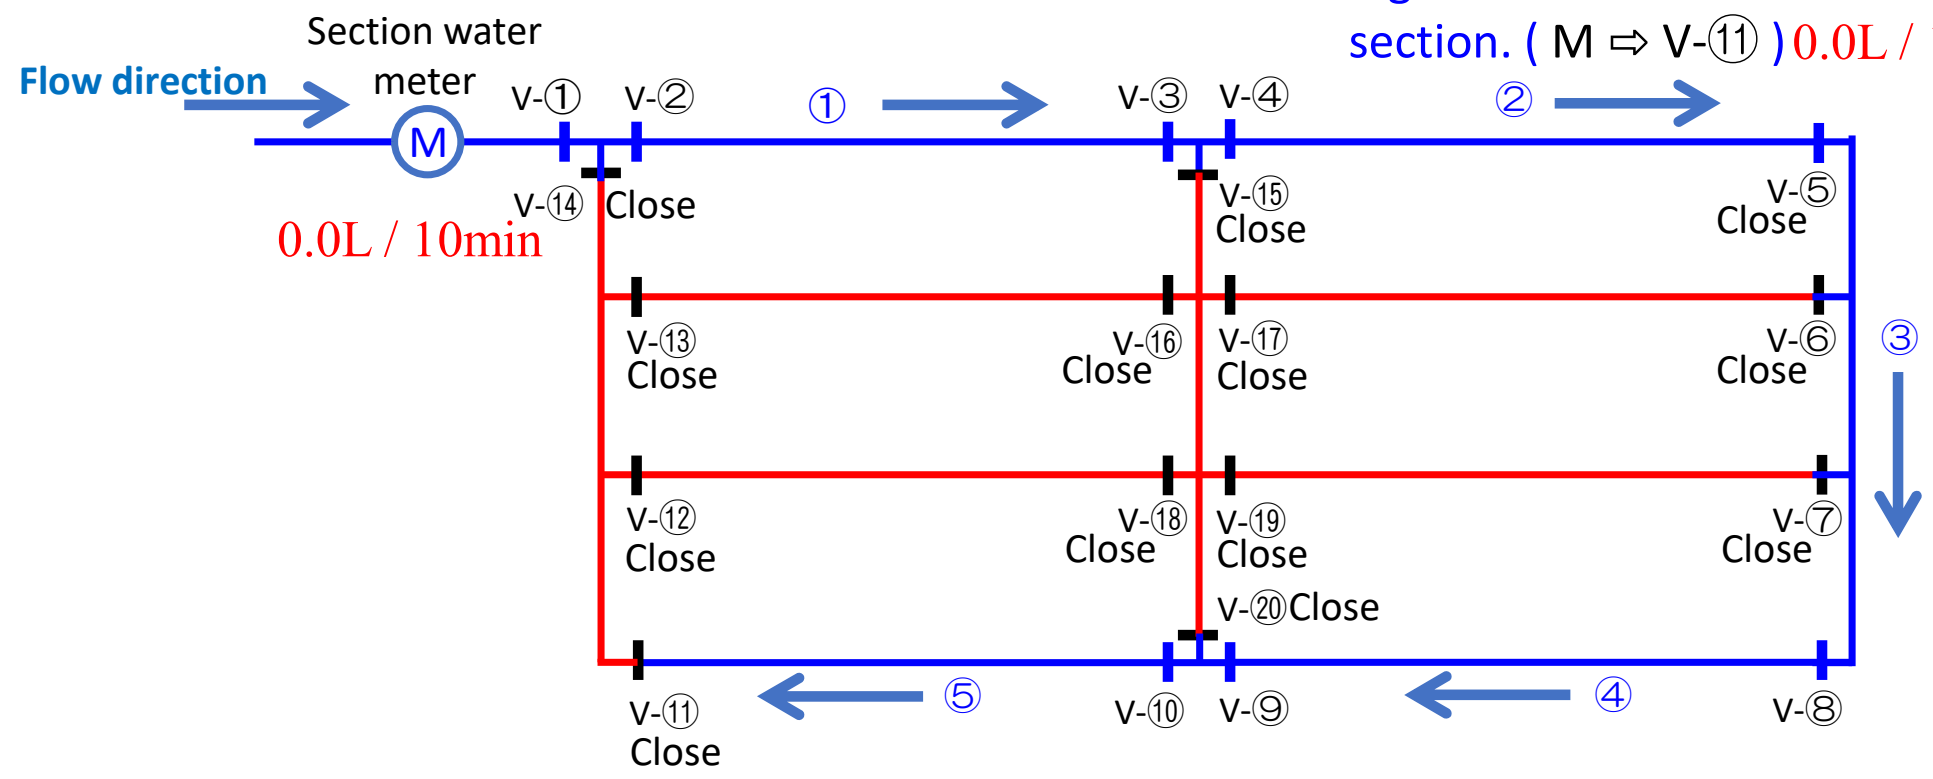 section. ( M ⇨ V-⑪ ) 0.0L /
Section water
meter
Flow direction
M
V-①
V-②
①
V-③
V-④
②
V-⑤
Close
V-⑭ Close
0.0L / 10min
V-⑮
Close
V-⑬
Close
V-⑯
Close
V-⑰
Close
V-⑥
Close
③
V-⑫
Close
V-⑱
Close
V-⑲
Close
V-⑦
Close
V-⑳Close
V-⑪
Close
⑤
V-⑩
V-⑨
④
V-⑧